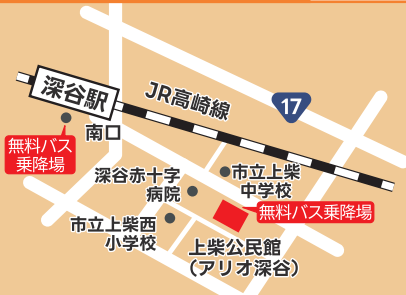 深谷駅
JR高崎線
17
無料バス
乗降場
南口
深谷赤十字
病院
市立上柴
中学校
無料バス乗降場
市立上柴西
小学校
上柴公民館
（アリオ深谷）